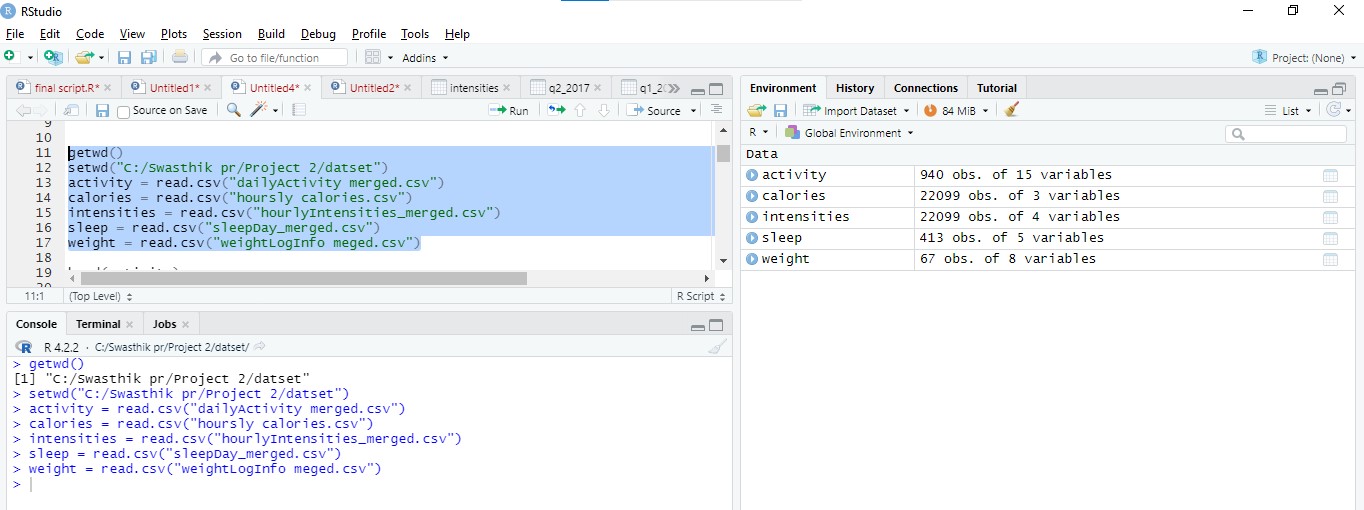 RStudio
File Edit Code View Plots Session Build Debug Profile Tools Help
Go to file/function Addins Project: (None)
final script.R* Untitled1* Untitled4* Untitled2* intensities q2_2017
Source on Save Run Source
10
11 getwd()
12 setwd("C:/Swasthik pr/Project 2/datset")
13 activity = read.csv("dailyActivity merged.csv")
14 calories = read.csv("hoursly calories.csv")
15 intensities = read.csv("hourlyIntensities_merged.csv")
16 sleep = read.csv("sleepDay_merged.csv")
17 weight = read.csv("weightLogInfo meged.csv")
18
19
11:1 (Top Level) R Script
Console Terminal Jobs
R 4.2.2 · C:/Swasthik pr/Project 2/datset/
> getwd()
[1] "C:/Swasthik pr/Project 2/datset"
> setwd("C:/Swasthik pr/Project 2/datset")
> activity = read.csv("dailyActivity merged.csv")
> calories = read.csv("hoursly calories.csv")
> intensities = read.csv("hourlyIntensities_merged.csv")
> sleep = read.csv("sleepDay_merged.csv")
> weight = read.csv("weightLogInfo meged.csv")
>
Environment History Connections Tutorial
Import Dataset 84 MiB List
R Global Environment
Data
activity 940 obs. of 15 variables
calories 22099 obs. of 3 variables
intensities 22099 obs. of 4 variables
sleep 413 obs. of 5 variables
weight 67 obs. of 8 variables